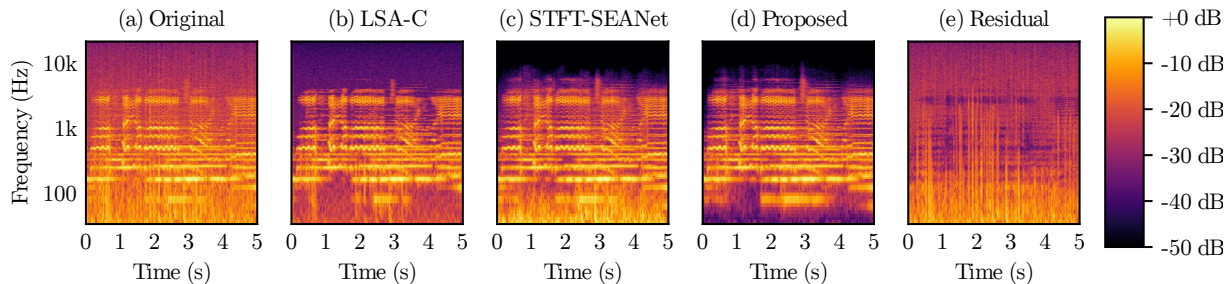 (a) Original (b) LSA-C (c) STFT-SEANet (d) Proposed (e) Residual
+0 dB
10k
-10 dB
Frequency (Hz)
1k
-20 dB
-30 dB
100
-40 dB
-50 dB
0 1 2 3 4 5 0 1 2 3 4 5 0 1 2 3 4 5 0 1 2 3 4 5 0 1 2 3 4 5
Time (s) Time (s) Time (s) Time (s) Time (s)